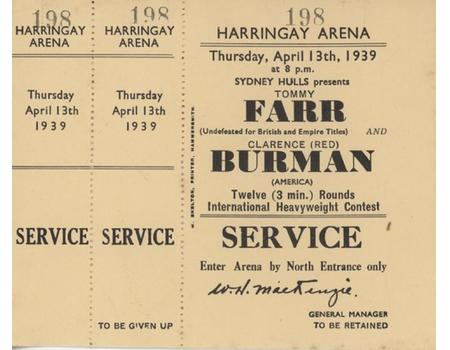 198
HARRINGAY
ARENA
Thursday
April 13th
1939
SERVICE
198
HARRINGAY
ARENA
Thursday
April 13th
1939
SERVICE
TO BE GIVEN UP
W. SKELTON, PRINTER, HAMMERSMITH
198
HARRINGAY ARENA
Thursday, April 13th, 1939
at 8 p.m.
SYDNEY HULLS presents
TOMMY
FARR
(Undefeated for British and Empire Titles) AND
CLARENCE (RED)
BURMAN
(AMERICA)
Twelve (3 min.) Rounds
International Heavyweight Contest
SERVICE
Enter Arena by North Entrance only
W.H. MacKenzie.
GENERAL MANAGER
TO BE RETAINED